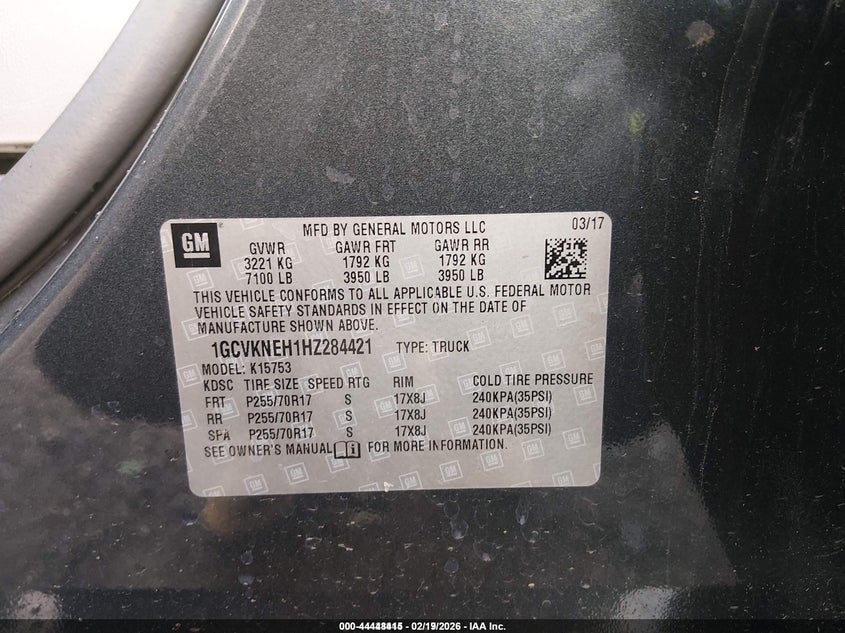 GM
MFD BY GENERAL MOTORS LLC 03/17
GVWR GAWR FRT GAWR RR
3221 KG 1792 KG 1792 KG
7100 LB 3950 LB 3950 LB
THIS VEHICLE CONFORMS TO ALL APPLICABLE U.S. FEDERAL MOTOR
VEHICLE SAFETY STANDARDS IN EFFECT ON THE DATE OF
MANUFACTURE SHOWN ABOVE.
1GCVKNEH1HZ284421 TYPE: TRUCK
MODEL: K15753
KDSC TIRE SIZE SPEED RTG RIM COLD TIRE PRESSURE
FRT P255/70R17 S 17X8J 240KPA(35PSI)
RR P255/70R17 S 17X8J 240KPA(35PSI)
SPA P255/70R17 S 17X8J 240KPA(35PSI)
SEE OWNER'S MANUAL FOR MORE INFORMATION.
02/19/2026 - IAA Inc.